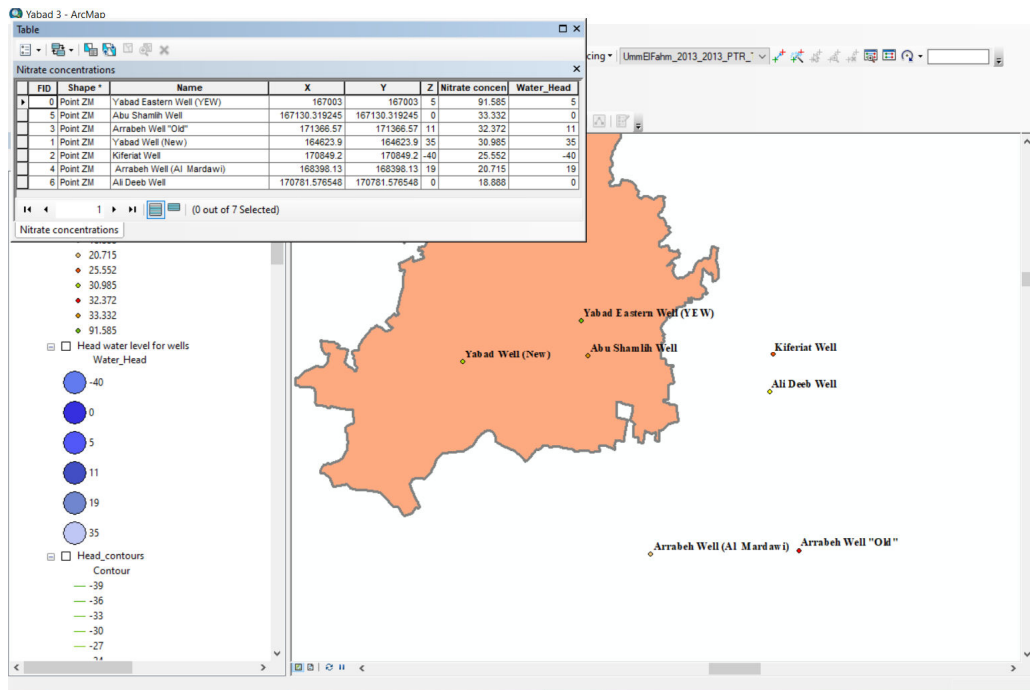 Yabad 3 - ArcMap
Table
Nitrate concentrations
FID Shape * Name X Y Z Nitrate concen Water_Head
0 Point ZM Yabad Eastern Well (YEW) 167003 167003 5 91.585 5
5 Point ZM Abu Shamlih Well 167130.319245 167130.319245 0 33.332 0
3 Point ZM Arrabeh Well "Old" 171366.57 171366.57 11 32.372 11
1 Point ZM Yabad Well (New) 164623.9 164623.9 35 30.985 35
2 Point ZM Kiferiat Well 170849.2 170849.2 -40 25.552 -40
4 Point ZM Arrabeh Well (Al Mardawi) 168398.13 168398.13 19 20.715 19
6 Point ZM Ali Deeb Well 170781.576548 170781.576548 0 18.888 0
1 (0 out of 7 Selected)
Nitrate concentrations
cing UmmElFahm_2013_2013_PTR_
20.715
25.552
30.985
32.372
33.332
91.585
Head water level for wells
Water_Head
-40
0
5
11
19
35
Head_contours
Contour
-39
-36
-33
-30
-27
Yabad Eastern Well (YEW)
Yabad Well (New)
Abu Shamlih Well
Kiferiat Well
Ali Deeb Well
Arrabeh Well (Al Mardawi)
Arrabeh Well "Old"